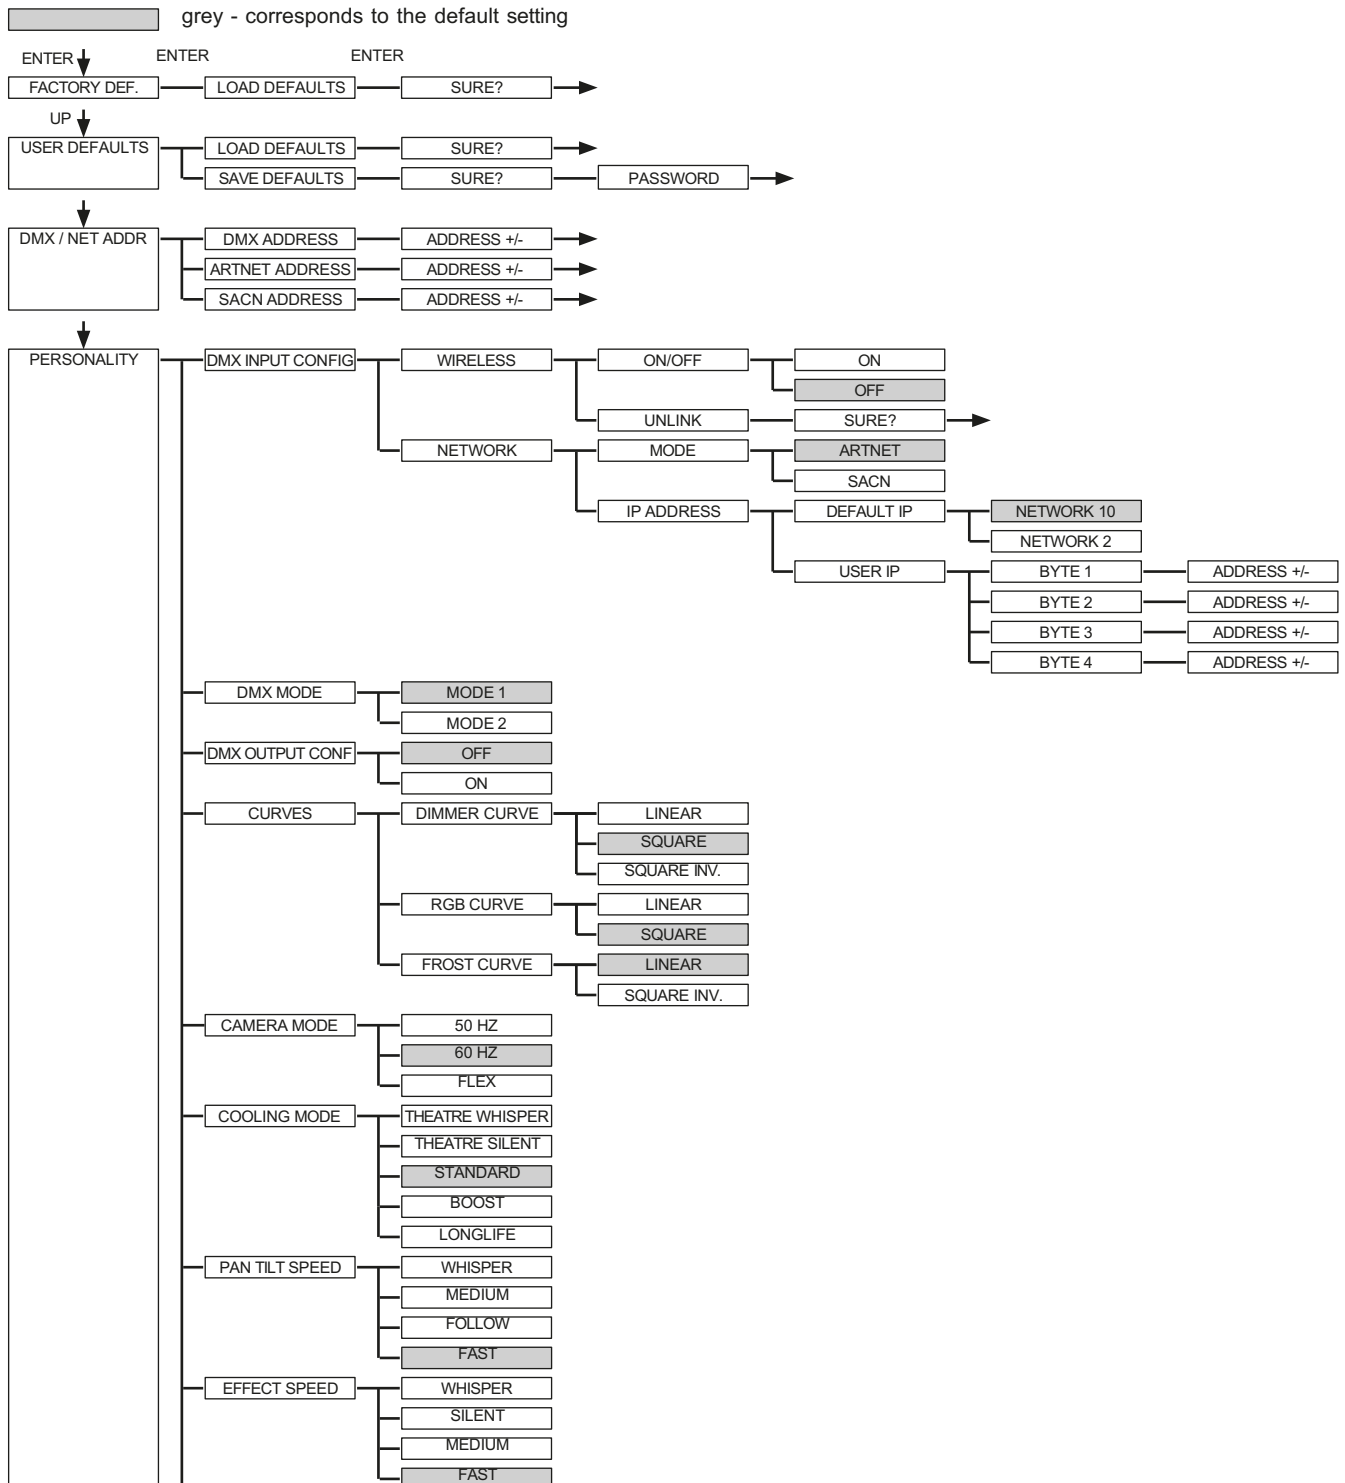 grey - corresponds to the default setting
ENTER ENTER ENTER
FACTORY DEF. LOAD DEFAULTS SURE?
UP
USER DEFAULTS LOAD DEFAULTS SURE?
SAVE DEFAULTS SURE? PASSWORD
DMX / NET ADDR DMX ADDRESS ADDRESS +/-
ARTNET ADDRESS ADDRESS +/-
SACN ADDRESS ADDRESS +/-
PERSONALITY DMX INPUT CONFIG WIRELESS ON/OFF ON
OFF
UNLINK SURE?
NETWORK MODE ARTNET
SACN
IP ADDRESS DEFAULT IP NETWORK 10
NETWORK 2
USER IP BYTE 1 ADDRESS +/-
BYTE 2 ADDRESS +/-
BYTE 3 ADDRESS +/-
BYTE 4 ADDRESS +/-
DMX MODE MODE 1
MODE 2
DMX OUTPUT CONF OFF
ON
CURVES DIMMER CURVE LINEAR
SQUARE
SQUARE INV.
RGB CURVE LINEAR
SQUARE
FROST CURVE LINEAR
SQUARE INV.
CAMERA MODE 50 HZ
60 HZ
FLEX
COOLING MODE THEATRE WHISPER
THEATRE SILENT
STANDARD
BOOST
LONGLIFE
PAN TILT SPEED WHISPER
MEDIUM
FOLLOW
FAST
EFFECT SPEED WHISPER
SILENT
MEDIUM
FAST